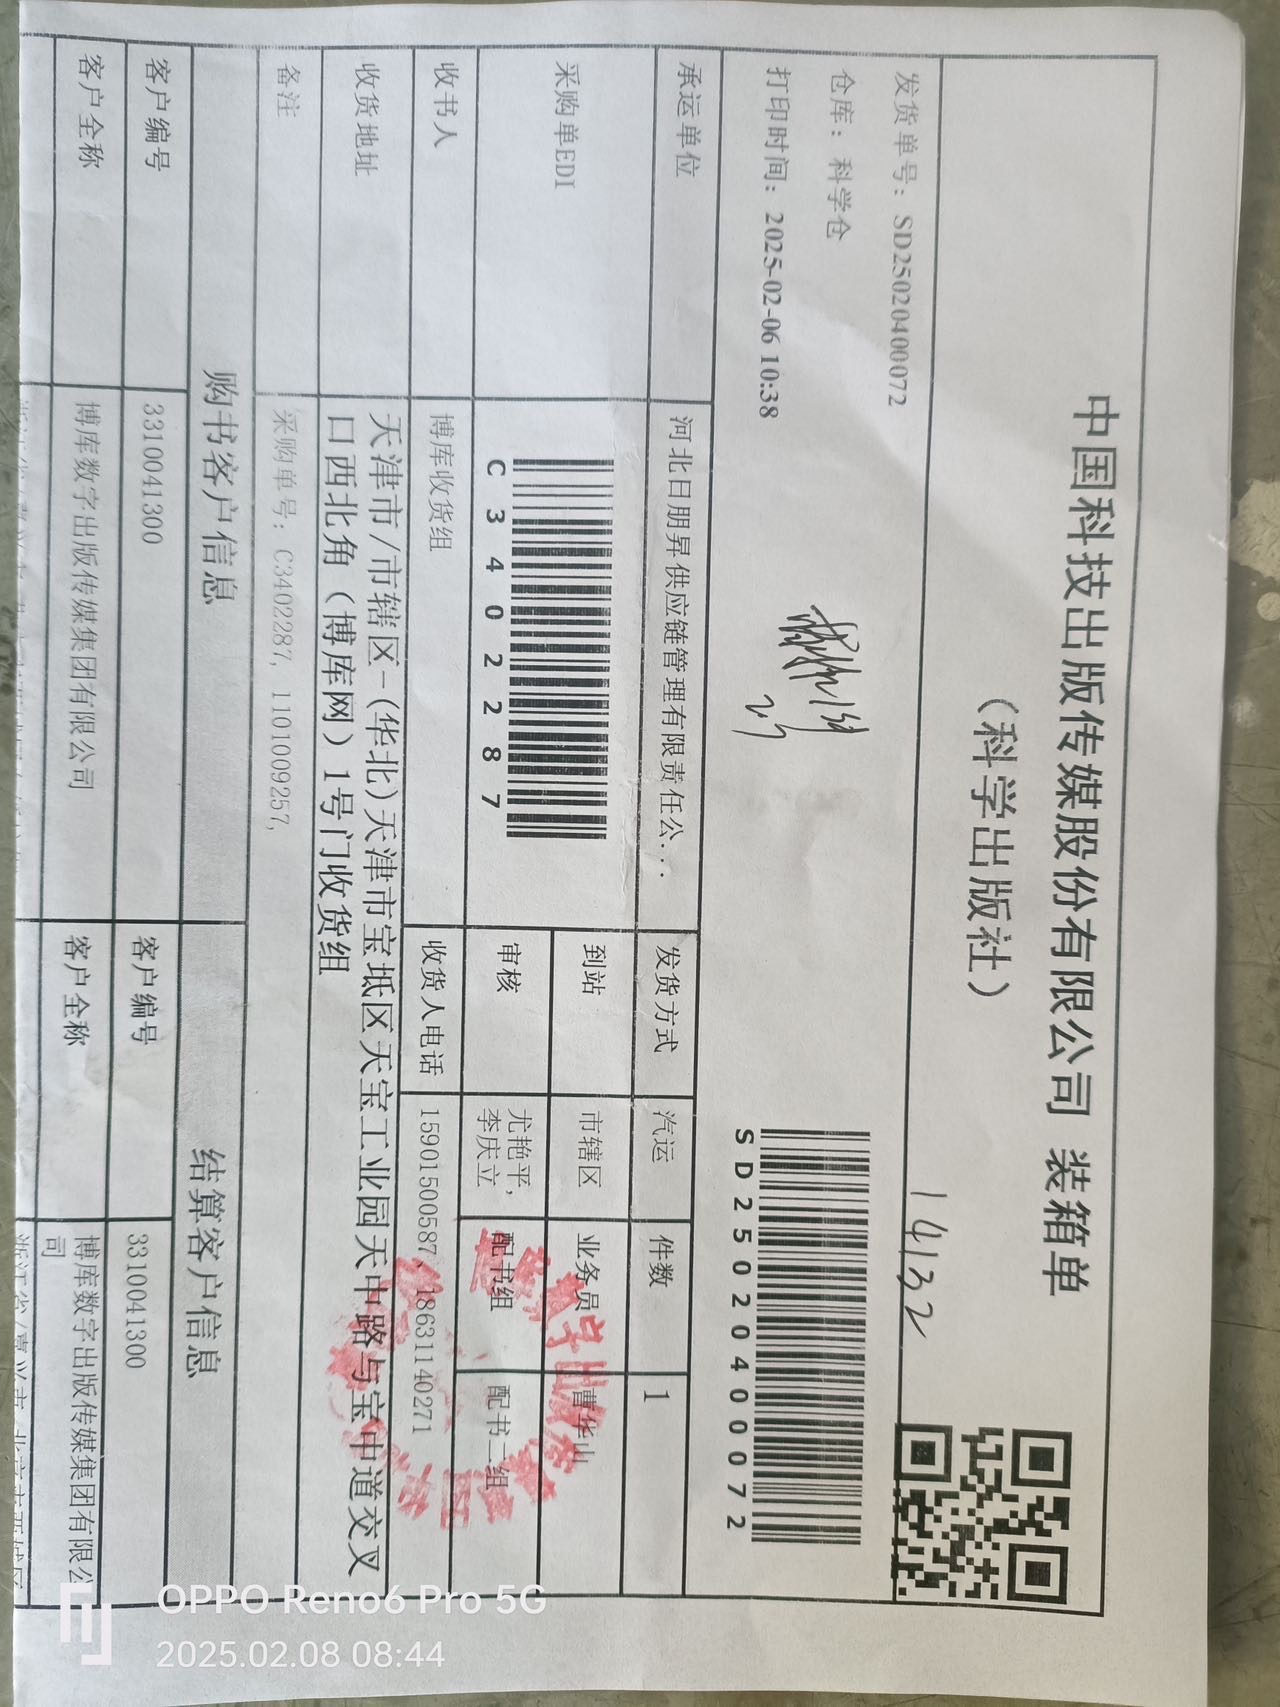 中国科技出版传媒股份有限公司 装箱单
（科学出版社）
14132
发货单号：SD25020400072
仓库：科学仓
打印时间：2025-02-06 10:38
SD25020400072
承运单位 河北日朋昇供应链管理有限责任公... 发货方式 汽运 件数 1
采购单EDI C3402287 到站 市辖区 业务员 曹华山
审核 尤艳平，李庆立 配书组 配书二组
收书人 博库收货组 收货人电话 15901500587、18631140271
收货地址 天津市/市辖区-(华北)天津市宝坻区天宝工业园天中路与宝中道交叉
口西北角（博库网）1号门收货组
备注 采购单号：C3402287, 1101009257,
购书客户信息 结算客户信息
客户编号 3310041300 客户编号 3310041300
客户全称 博库数字出版传媒集团有限公司 客户全称 博库数字出版传媒集团有限公
司
OPPO Reno6 Pro 5G
2025.02.08 08:44